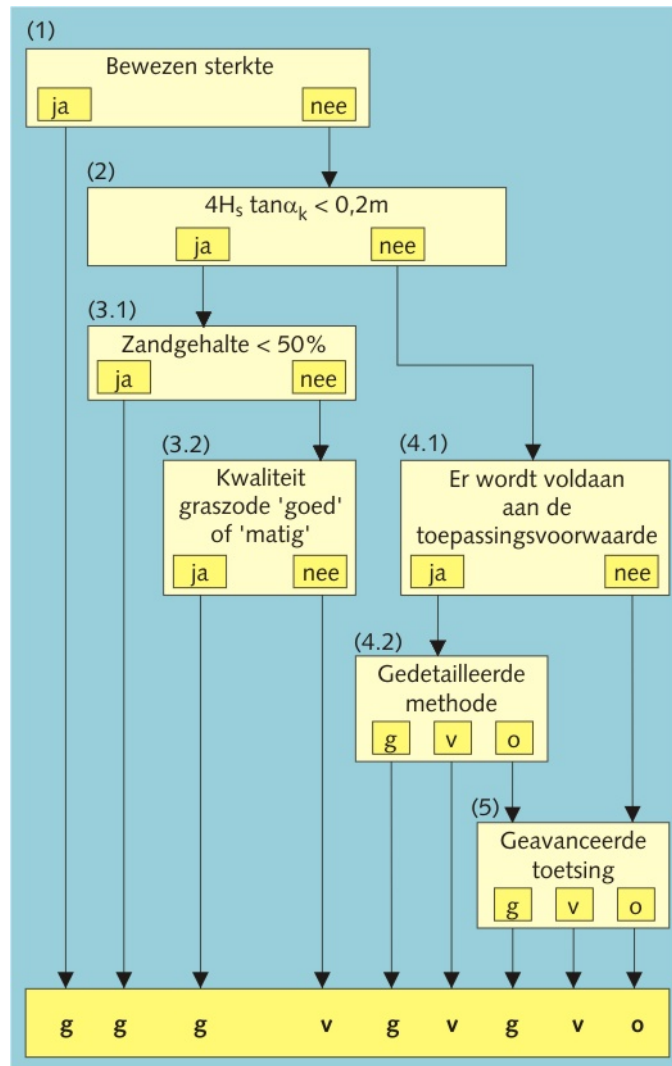 (1)
Bewezen sterkte
ja nee
(2)
4Hₛ tanαₖ < 0,2m
ja nee
(3.1)
Zandgehalte < 50%
ja nee
(3.2)
Kwaliteit
graszode 'goed'
of 'matig'
ja nee
(4.1)
Er wordt voldaan
aan de
toepassingsvoorwaarde
ja nee
(4.2)
Gedetailleerde
methode
g v o
(5)
Geavanceerde
toetsing
g v o
g g g v g v g v o